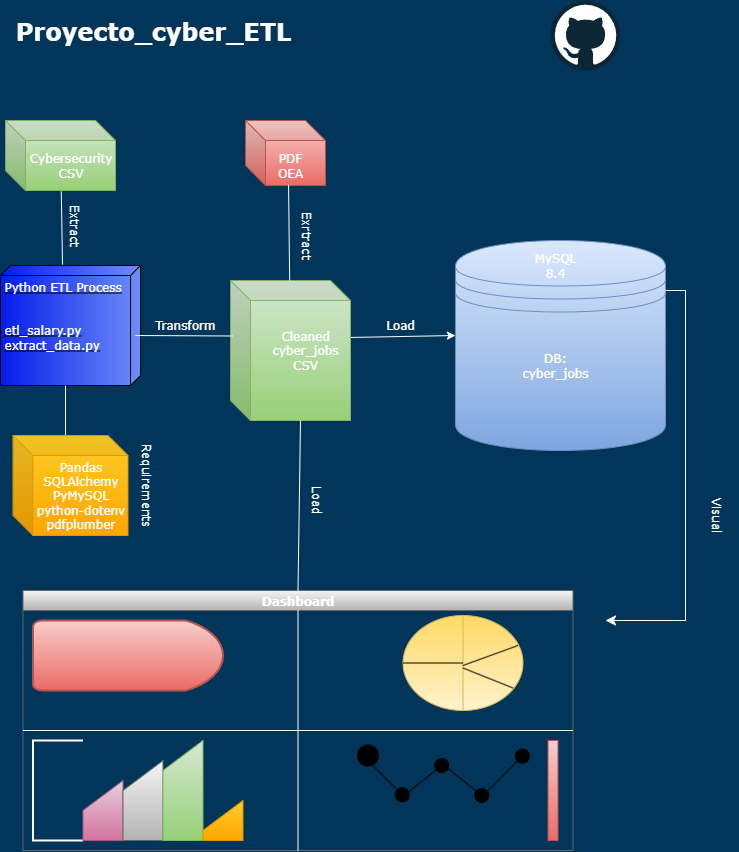 Proyecto_cyber_ETL
Cybersecurity
CSV
PDF
OEA
Extract
Exrtract
Python ETL Process
etl_salary.py
extract_data.py
Transform
Cleaned
cyber_jobs
CSV
Load
MySQL
8.4
DB:
cyber_jobs
Pandas
SQLAlchemy
PyMySQL
python-dotenv
pdfplumber
Requirements
Load
Visual
Dashboard